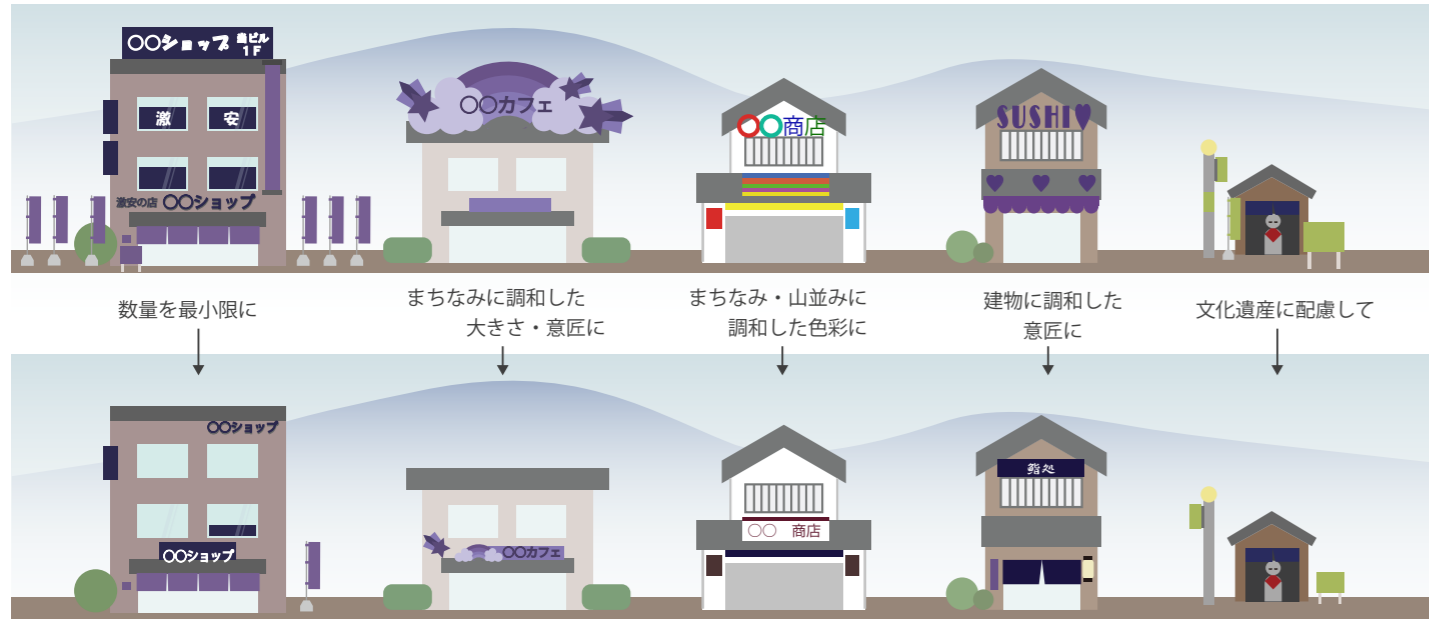 〇〇ショップ 〇ビル
1F
激 安
激安の店 〇〇ショップ
〇〇カフェ
〇〇商店
SUSHI♥
数量を最小限に
まちなみに調和した
大きさ・意匠に
まちなみ・山並みに
調和した色彩に
建物に調和した
意匠に
文化遺産に配慮して
〇〇ショップ
〇〇ショップ
〇〇カフェ
〇〇 商店
鮨処